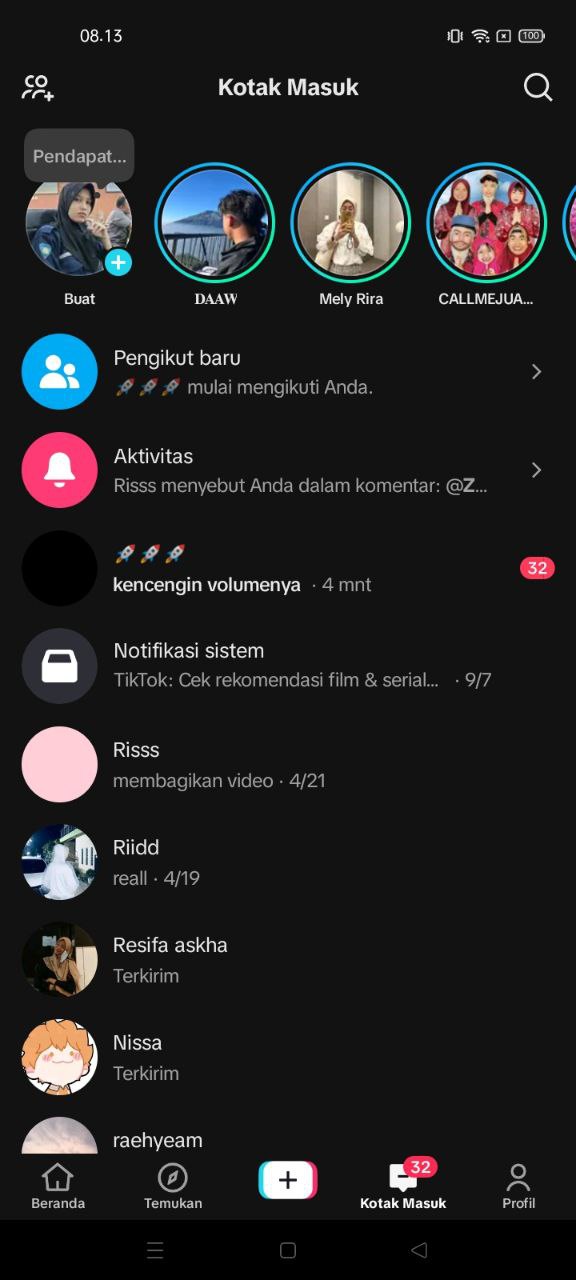 08.13
100
Kotak Masuk
Pendapat...
Buat
DAAW
Mely Rira
CALLMEJUA...
Pengikut baru
🚀🚀🚀 mulai mengikuti Anda.
Aktivitas
Risss menyebut Anda dalam komentar: @Z...
🚀🚀🚀
kencengin volumenya · 4 mnt
32
Notifikasi sistem
TikTok: Cek rekomendasi film & serial... · 9/7
Risss
membagikan video · 4/21
Riidd
reall · 4/19
Resifa askha
Terkirim
Nissa
Terkirim
raehyeam
32
Beranda
Temukan
Kotak Masuk
Profil